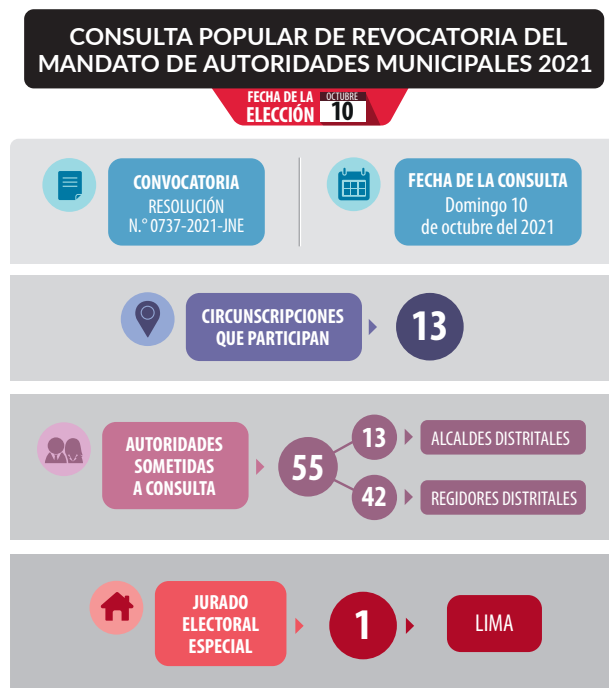 CONSULTA POPULAR DE REVOCATORIA DEL
MANDATO DE AUTORIDADES MUNICIPALES 2021
FECHA DE LA
ELECCIÓN
OCTUBRE
10
CONVOCATORIA
RESOLUCIÓN
N.° 0737-2021-JNE
FECHA DE LA CONSULTA
Domingo 10
de octubre del 2021
CIRCUNSCRIPCIONES
QUE PARTICIPAN
13
AUTORIDADES
SOMETIDAS
A CONSULTA
55
13
ALCALDES DISTRITALES
42
REGIDORES DISTRITALES
JURADO
ELECTORAL
ESPECIAL
1
LIMA